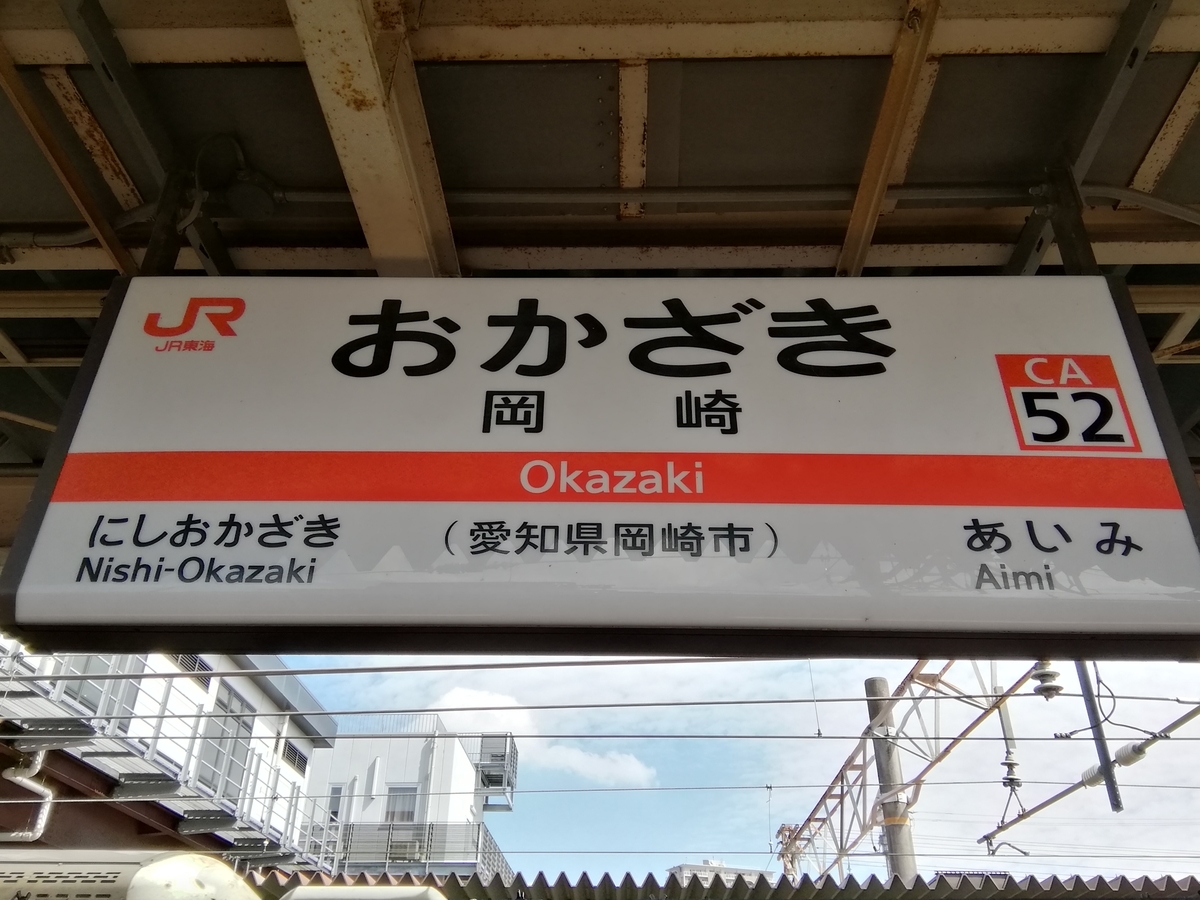 JR
JR東海
おかざき
岡崎
CA
52
Okazaki
にしおかざき
Nishi-Okazaki
（愛知県岡崎市）
あいみ
Aimi